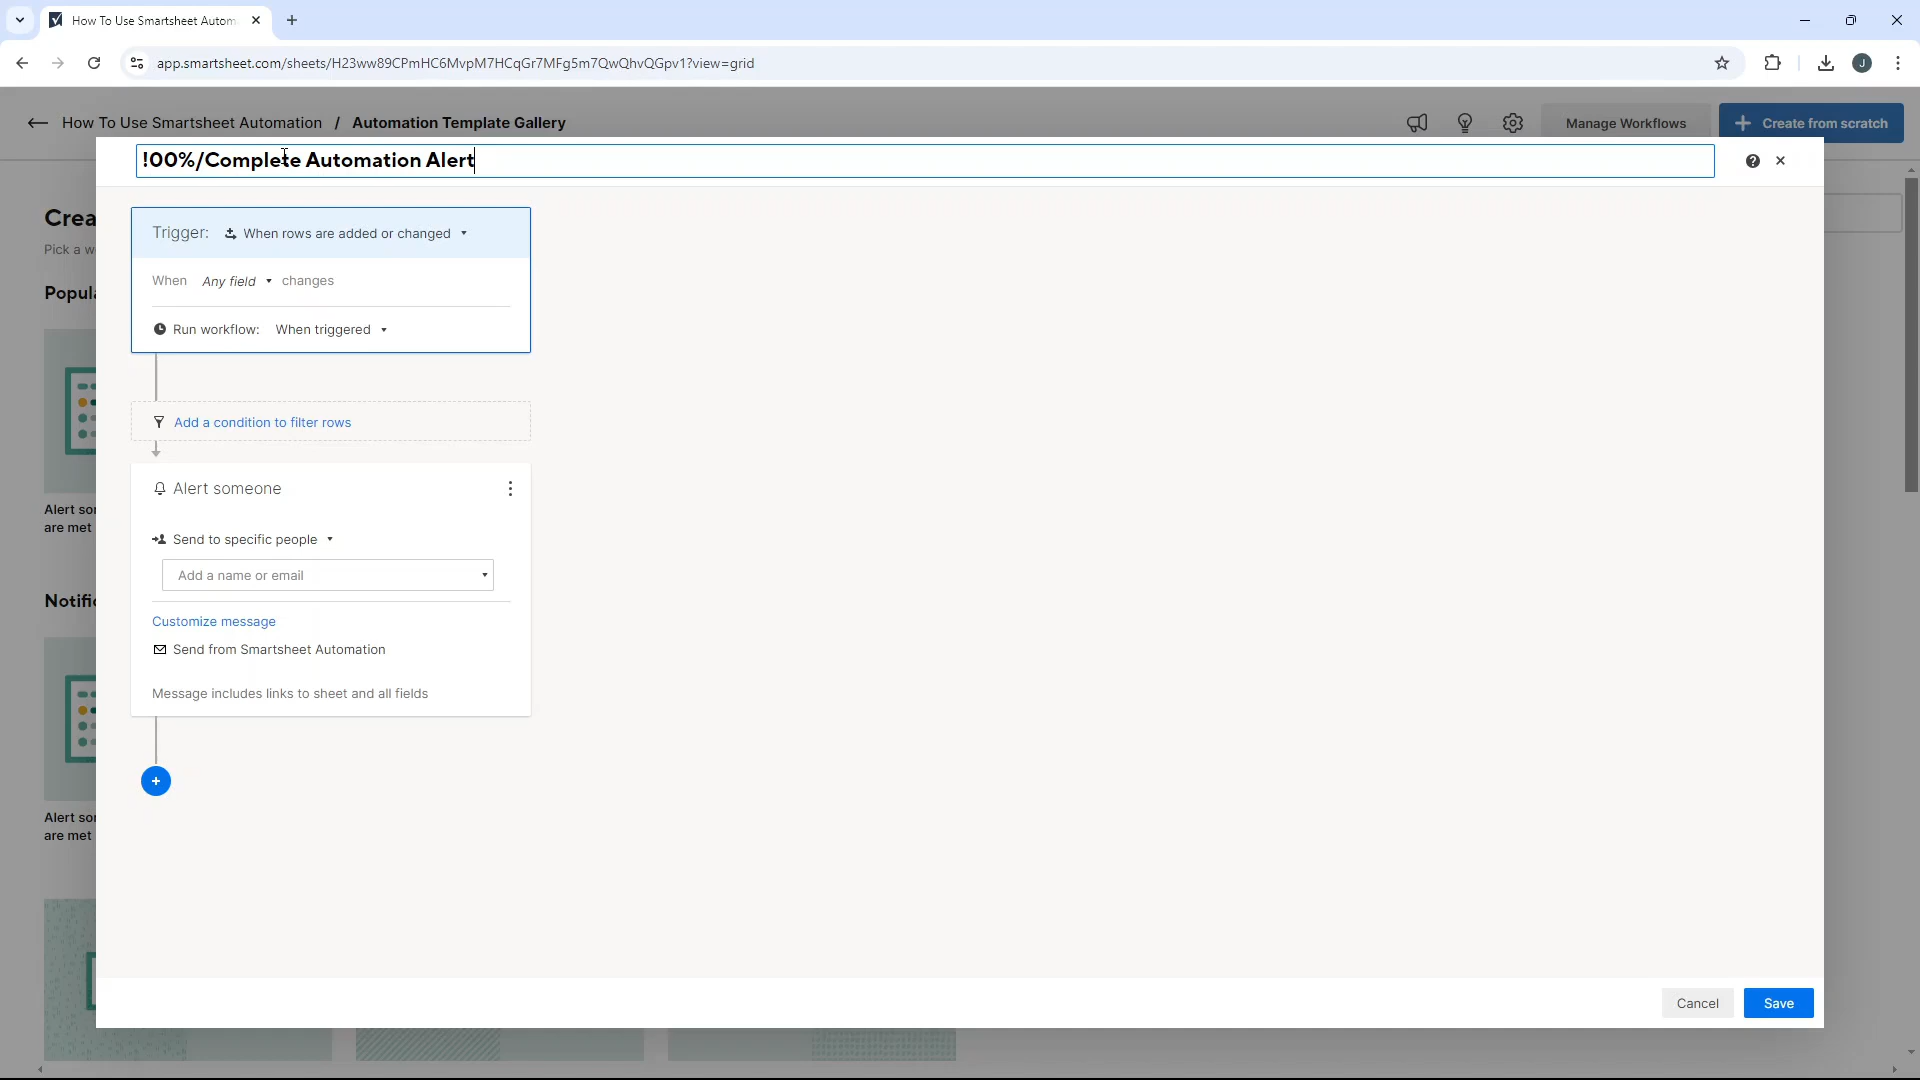 How To Use Smartsheet Autom
app.smartsheet.com/sheets/H23ww89CPmHC6MvpM7HCqGr7MFg5m7QwQhvQGpv1?view=grid
J
How To Use Smartsheet Automation / Automation Template Gallery
Manage Workflows
Create from scratch
!00%/Complete Automation Alert
Crea
Pick a w
Popula
Trigger: When rows are added or changed
When Any field changes
Run workflow: When triggered
Add a condition to filter rows
Alert som
are met
Alert someone
Send to specific people
Add a name or email
Notific
Customize message
Send from Smartsheet Automation
Message includes links to sheet and all fields
Alert som
are met
Cancel
Save